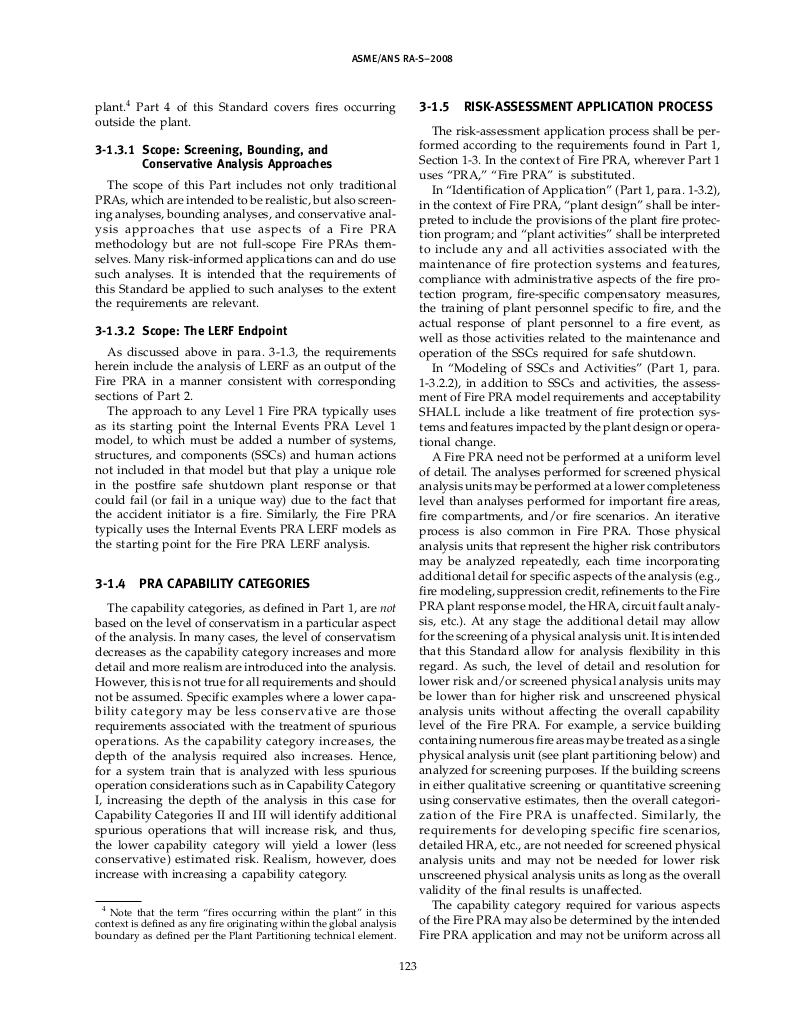 ASME/ANS RA-S–2008
plant.4 Part 4 of this Standard covers fires occurring
outside the plant.
3-1.3.1 Scope: Screening, Bounding, and
Conservative Analysis Approaches
The scope of this Part includes not only traditional
PRAs, which are intended to be realistic, but also screen-
ing analyses, bounding analyses, and conservative anal-
ysis approaches that use aspects of a Fire PRA
methodology but are not full-scope Fire PRAs them-
selves. Many risk-informed applications can and do use
such analyses. It is intended that the requirements of
this Standard be applied to such analyses to the extent
the requirements are relevant.
3-1.3.2 Scope: The LERF Endpoint
As discussed above in para. 3-1.3, the requirements
herein include the analysis of LERF as an output of the
Fire PRA in a manner consistent with corresponding
sections of Part 2.
The approach to any Level 1 Fire PRA typically uses
as its starting point the Internal Events PRA Level 1
model, to which must be added a number of systems,
structures, and components (SSCs) and human actions
not included in that model but that play a unique role
in the postfire safe shutdown plant response or that
could fail (or fail in a unique way) due to the fact that
the accident initiator is a fire. Similarly, the Fire PRA
typically uses the Internal Events PRA LERF models as
the starting point for the Fire PRA LERF analysis.
3-1.4 PRA CAPABILITY CATEGORIES
The capability categories, as defined in Part 1, are not
based on the level of conservatism in a particular aspect
of the analysis. In many cases, the level of conservatism
decreases as the capability category increases and more
detail and more realism are introduced into the analysis.
However, this is not true for all requirements and should
not be assumed. Specific examples where a lower capa-
bility category may be less conservative are those
requirements associated with the treatment of spurious
operations. As the capability category increases, the
depth of the analysis required also increases. Hence,
for a system train that is analyzed with less spurious
operation considerations such as in Capability Category
I, increasing the depth of the analysis in this case for
Capability Categories II and III will identify additional
spurious operations that will increase risk, and thus,
the lower capability category will yield a lower (less
conservative) estimated risk. Realism, however, does
increase with increasing a capability category.
4 Note that the term “fires occurring within the plant” in this
context is defined as any fire originating within the global analysis
boundary as defined per the Plant Partitioning technical element.
3-1.5 RISK-ASSESSMENT APPLICATION PROCESS
The risk-assessment application process shall be per-
formed according to the requirements found in Part 1,
Section 1-3. In the context of Fire PRA, wherever Part 1
uses “PRA,” “Fire PRA” is substituted.
In “Identification of Application” (Part 1, para. 1-3.2),
in the context of Fire PRA, “plant design” shall be inter-
preted to include the provisions of the plant fire protec-
tion program; and “plant activities” shall be interpreted
to include any and all activities associated with the
maintenance of fire protection systems and features,
compliance with administrative aspects of the fire pro-
tection program, fire-specific compensatory measures,
the training of plant personnel specific to fire, and the
actual response of plant personnel to a fire event, as
well as those activities related to the maintenance and
operation of the SSCs required for safe shutdown.
In “Modeling of SSCs and Activities” (Part 1, para.
1-3.2.2), in addition to SSCs and activities, the assess-
ment of Fire PRA model requirements and acceptability
SHALL include a like treatment of fire protection sys-
tems and features impacted by the plant design or opera-
tional change.
A Fire PRA need not be performed at a uniform level
of detail. The analyses performed for screened physical
analysis units may be performed at a lower completeness
level than analyses performed for important fire areas,
fire compartments, and/or fire scenarios. An iterative
process is also common in Fire PRA. Those physical
analysis units that represent the higher risk contributors
may be analyzed repeatedly, each time incorporating
additional detail for specific aspects of the analysis (e.g.,
fire modeling, suppression credit, refinements to the Fire
PRA plant response model, the HRA, circuit fault analy-
sis, etc.). At any stage the additional detail may allow
for the screening of a physical analysis unit. It is intended
that this Standard allow for analysis flexibility in this
regard. As such, the level of detail and resolution for
lower risk and/or screened physical analysis units may
be lower than for higher risk and unscreened physical
analysis units without affecting the overall capability
level of the Fire PRA. For example, a service building
containing numerous fire areas may be treated as a single
physical analysis unit (see plant partitioning below) and
analyzed for screening purposes. If the building screens
in either qualitative screening or quantitative screening
using conservative estimates, then the overall categori-
zation of the Fire PRA is unaffected. Similarly, the
requirements for developing specific fire scenarios,
detailed HRA, etc., are not needed for screened physical
analysis units and may not be needed for lower risk
unscreened physical analysis units as long as the overall
validity of the final results is unaffected.
The capability category required for various aspects
of the Fire PRA may also be determined by the intended
Fire PRA application and may not be uniform across all
123